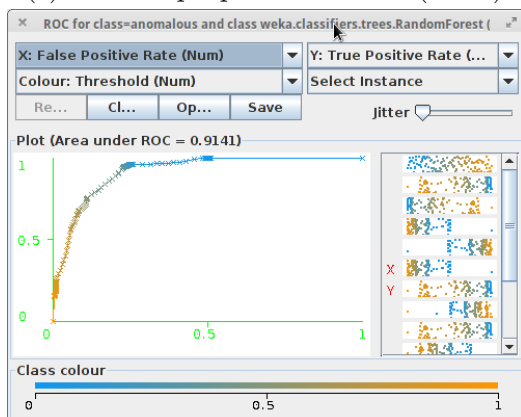 ROC for class=anomalous and class weka.classifiers.trees.RandomForest (
X: False Positive Rate (Num)
Y: True Positive Rate (...
Colour: Threshold (Num)
Select Instance
Re...
Cl...
Op...
Save
Jitter
Plot (Area under ROC = 0.9141)
1
0.5
0
0
0.5
1
X
Y
Class colour
0
0.5
1